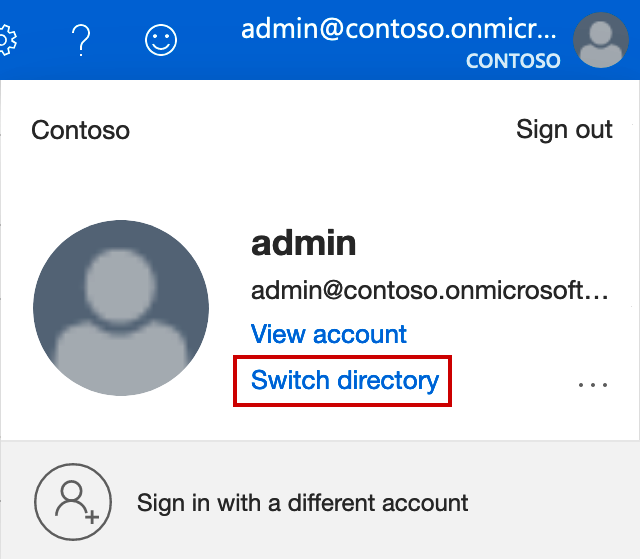 admin@contoso.onmicr...
CONTOSO
Contoso
Sign out
admin
admin@contoso.onmicrosoft...
View account
Switch directory
...
Sign in with a different account